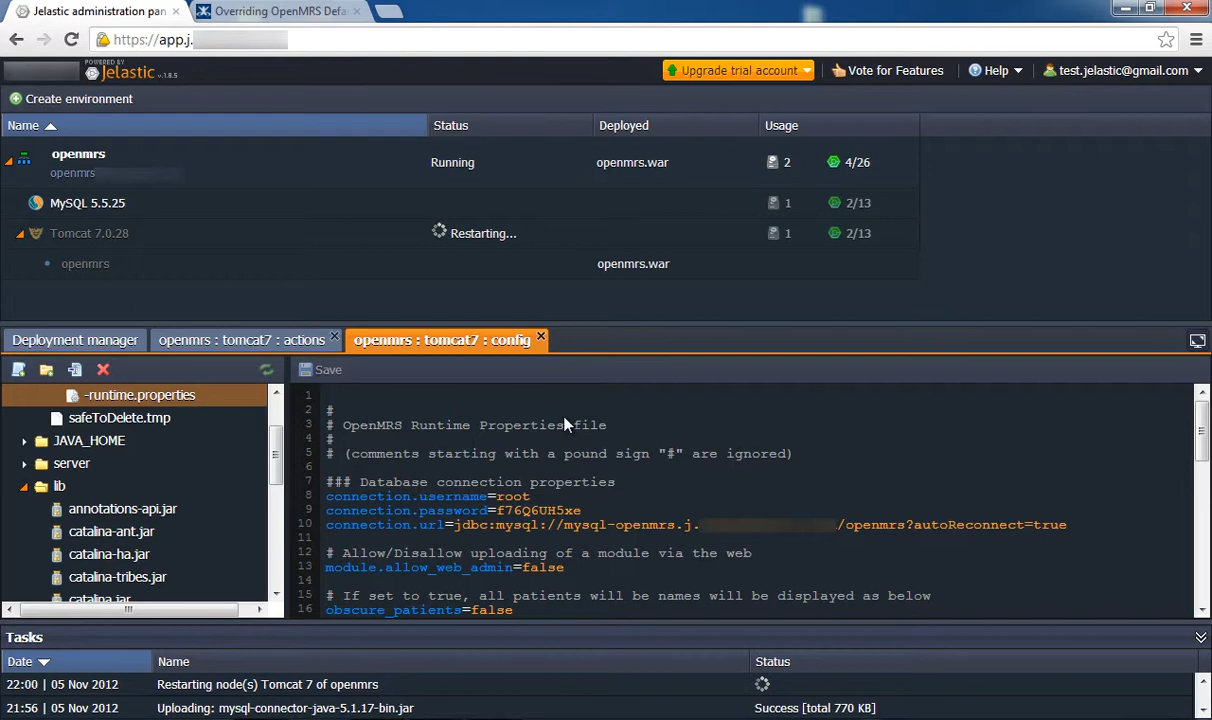 Jelastic administration pan
Overriding OpenMRS Defa
https://app.j.
POWERED BY
Jelastic v.1.8.5
Upgrade trial account
Vote for Features
Help
test.jelastic@gmail.com
Create environment
Name Status Deployed Usage
openmrs
openmrs
Running openmrs.war 2 4/26
MySQL 5.5.25 1 2/13
Tomcat 7.0.28 Restarting... 1 2/13
openmrs openmrs.war
Deployment manager
openmrs : tomcat7 : actions
openmrs : tomcat7 : config
Save
-runtime.properties
safeToDelete.tmp
JAVA_HOME
server
lib
annotations-api.jar
catalina-ant.jar
catalina-ha.jar
catalina-tribes.jar
catalina.jar
1
2 #
3 # OpenMRS Runtime Properties file
4 #
5 # (comments starting with a pound sign "#" are ignored)
6
7 ### Database connection properties
8 connection.username=root
9 connection.password=f76Q6UH5xe
10 connection.url=jdbc:mysql://mysql-openmrs.j. /openmrs?autoReconnect=true
11
12 # Allow/Disallow uploading of a module via the web
13 module.allow_web_admin=false
14
15 # If set to true, all patients will be names will be displayed as below
16 obscure_patients=false
Tasks
Date Name Status
22:00 | 05 Nov 2012 Restarting node(s) Tomcat 7 of openmrs
21:56 | 05 Nov 2012 Uploading: mysql-connector-java-5.1.17-bin.jar Success [total 770 KB]